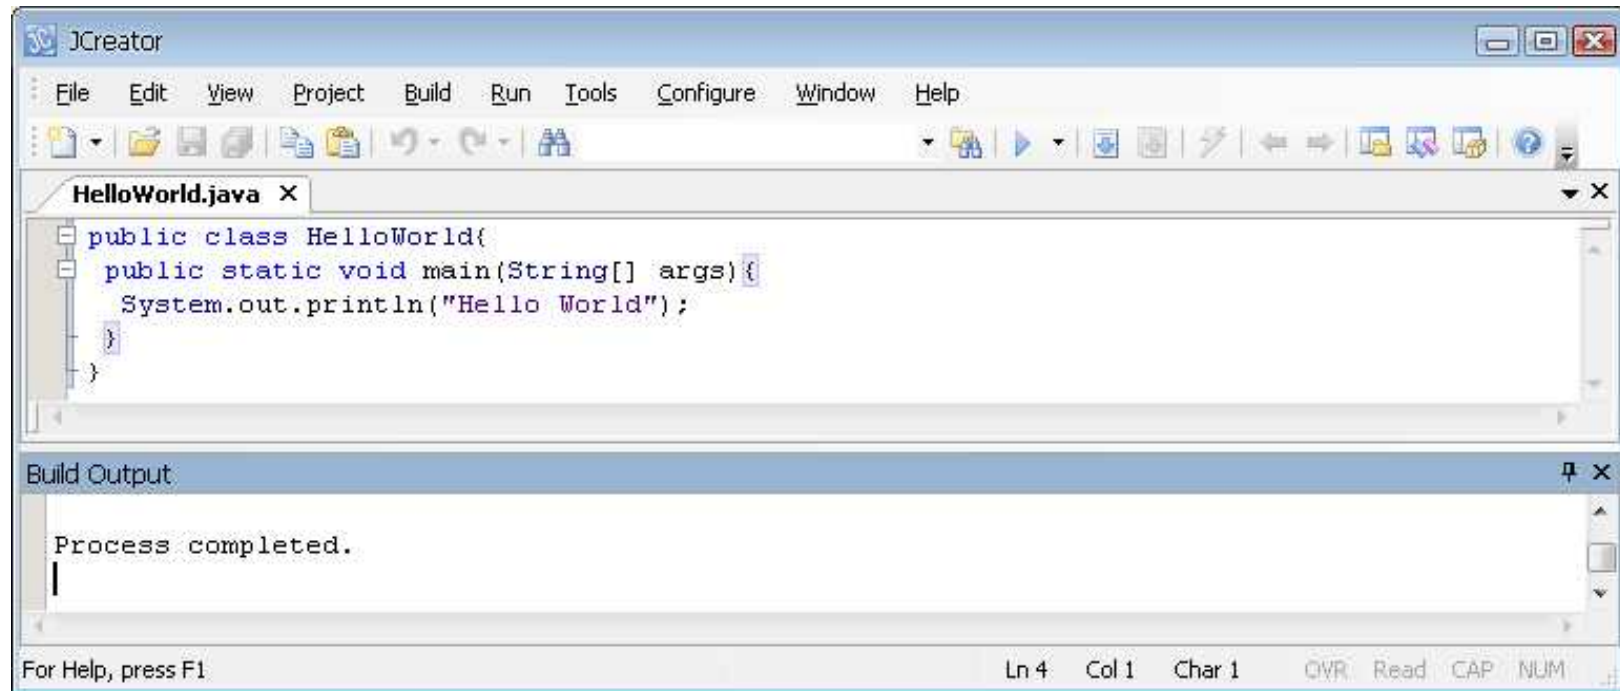 JCreator
File Edit View Project Build Run Tools Configure Window Help
HelloWorld.java
public class HelloWorld{
public static void main(String[] args){
System.out.println("Hello World");
}
}
Build Output
Process completed.
For Help, press F1 Ln 4 Col 1 Char 1 OVR Read CAP NUM